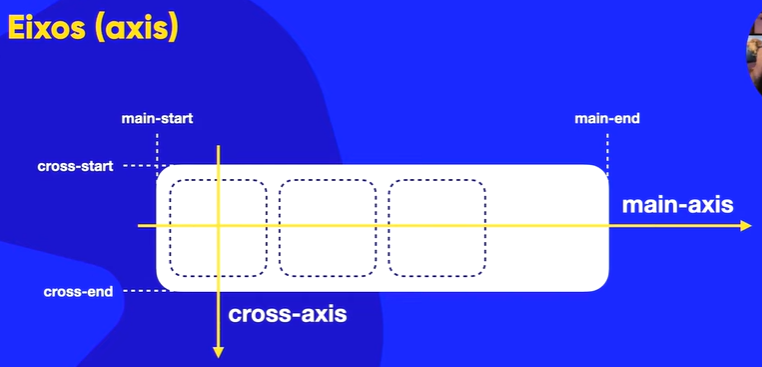 Eixos (axis)
main-start
main-end
cross-start
main-axis
cross-end
cross-axis